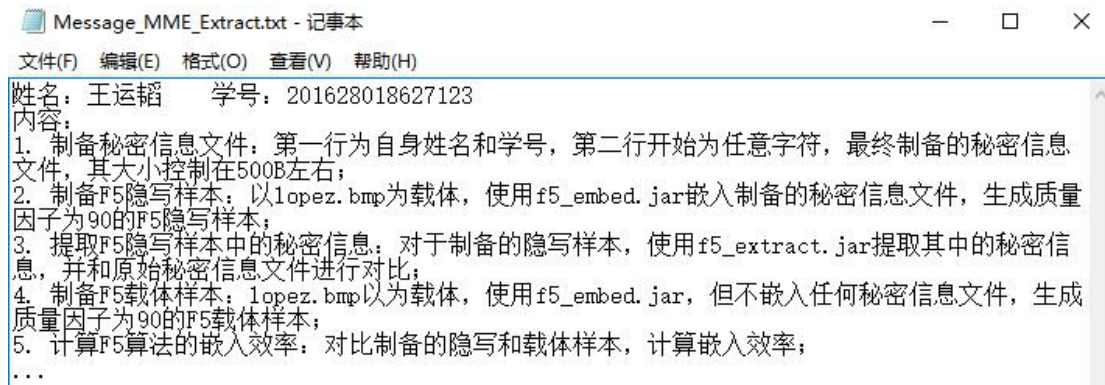 Message_MME_Extract.txt - 记事本
文件(F) 编辑(E) 格式(O) 查看(V) 帮助(H)
姓名：王运韬 学号：201628018627123
内容：
1. 制备秘密信息文件：第一行为自身姓名和学号，第二行开始为任意字符，最终制备的秘密信息
文件，其大小控制在500B左右；
2. 制备F5隐写样本：以lopez.bmp为载体，使用f5_embed.jar嵌入制备的秘密信息文件，生成质量
因子为90的F5隐写样本；
3. 提取F5隐写样本中的秘密信息：对于制备的隐写样本，使用f5_extract.jar提取其中的秘密信
息，并和原始秘密信息文件进行对比；
4. 制备F5载体样本：lopez.bmp以为载体，使用f5_embed.jar，但不嵌入任何秘密信息文件，生成
质量因子为90的F5载体样本；
5. 计算F5算法的嵌入效率：对比制备的隐写和载体样本，计算嵌入效率；
...